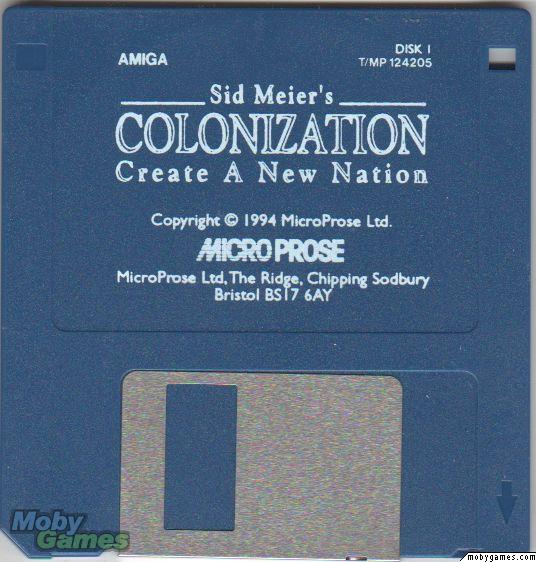 AMIGA
DISK 1
T/MP 124205
Sid Meier's
COLONIZATION
Create A New Nation
Copyright © 1994 MicroProse Ltd.
MICROPROSE
MicroProse Ltd, The Ridge, Chipping Sodbury
Bristol BS17 6AY
Moby
Games
mobygames.com